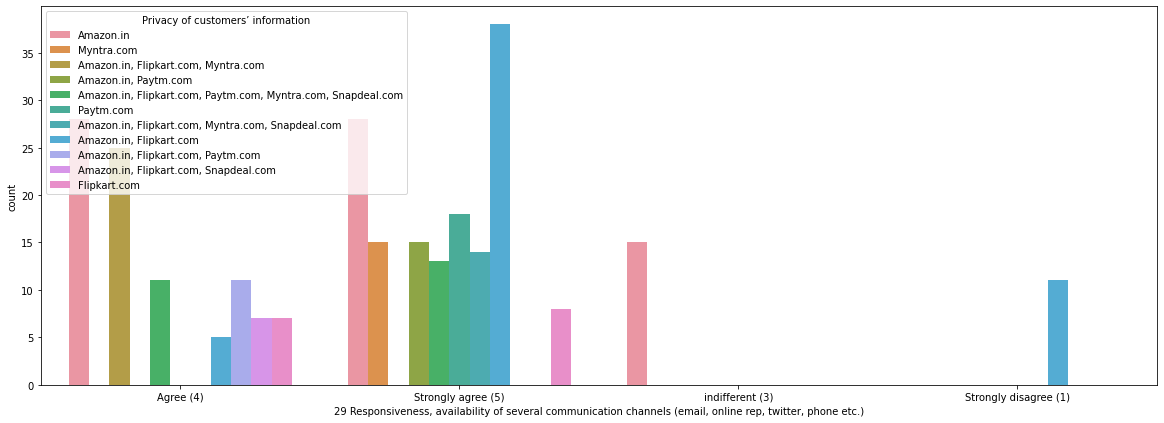 Privacy of customers’ information
Amazon.in
Myntra.com
Amazon.in, Flipkart.com, Myntra.com
Amazon.in, Paytm.com
Amazon.in, Flipkart.com, Paytm.com, Myntra.com, Snapdeal.com
Paytm.com
Amazon.in, Flipkart.com, Myntra.com, Snapdeal.com
Amazon.in, Flipkart.com
Amazon.in, Flipkart.com, Paytm.com
Amazon.in, Flipkart.com, Snapdeal.com
Flipkart.com
35
30
25
20
15
10
5
0
count
Agree (4) Strongly agree (5) indifferent (3) Strongly disagree (1)
29 Responsiveness, availability of several communication channels (email, online rep, twitter, phone etc.)